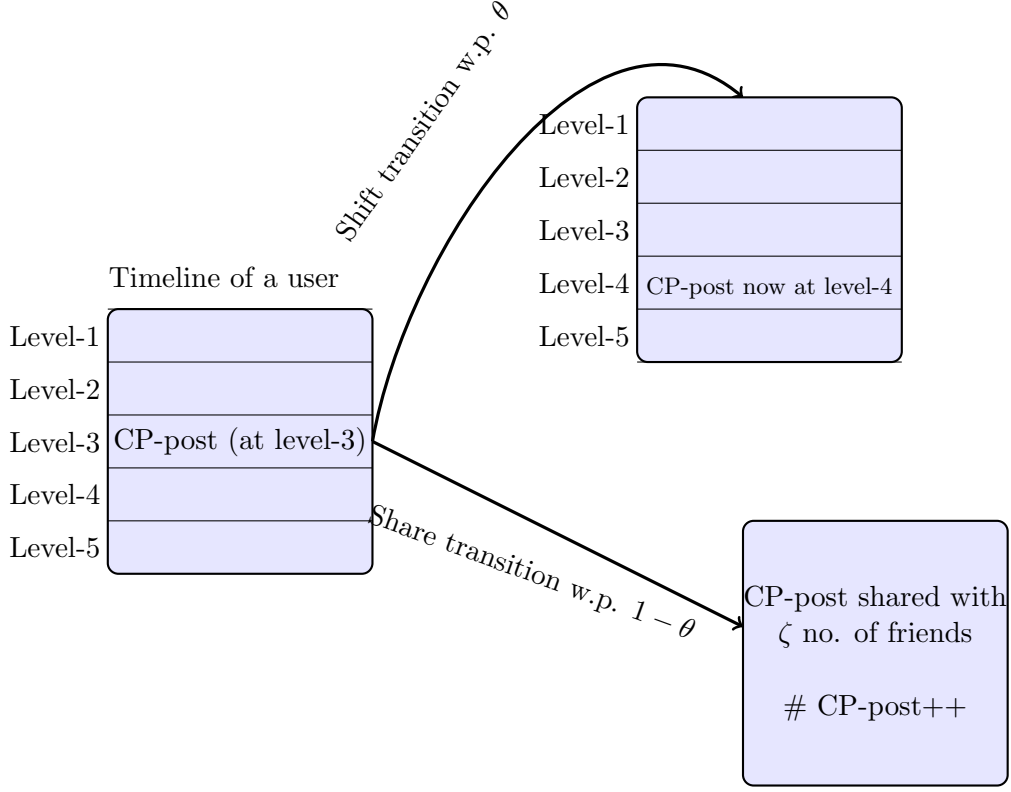 Shift transition w.p. θ
Level-1
Level-2
Level-3
Level-4 CP-post now at level-4
Level-5
Timeline of a user
Level-1
Level-2
Level-3 CP-post (at level-3)
Level-4
Level-5
Share transition w.p. 1 − θ
CP-post shared with
ζ no. of friends
# CP-post++